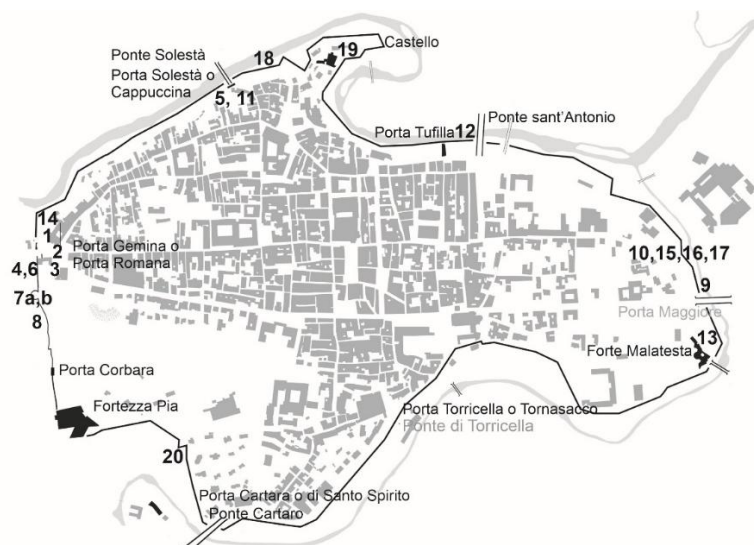 Ponte Solestà
18
19
Castello
Porta Solestà o
Cappuccina
5, 11
Porta Tufilla 12
Ponte sant'Antonio
14
1
2
Porta Gemina o
Porta Romana
4,6
3
7a,b
8
10,15,16,17
9
Porta Maggiore
13
Forte Malatesta
Porta Corbara
Fortezza Pia
Porta Torricella o Tornasacco
Ponte di Torricella
20
Porta Cartara o di Santo Spirito
Ponte Cartaro